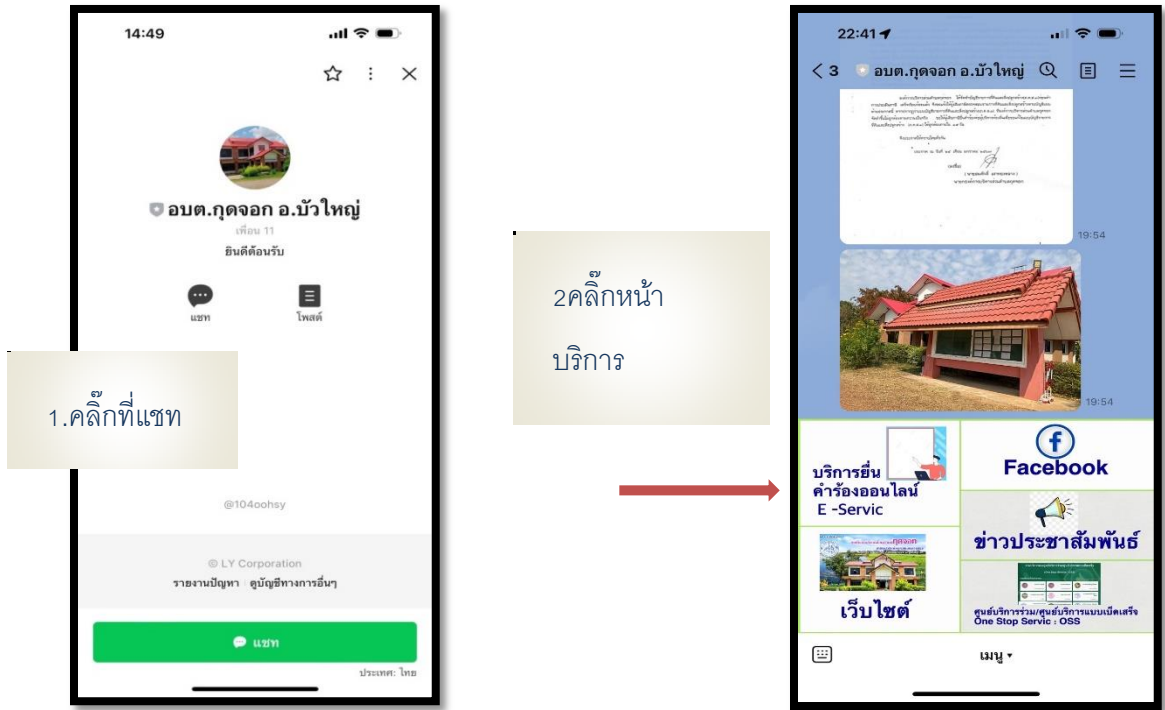 14:49
อบต.กุดจอก อ.บัวใหญ่
เพื่อน 11
ยินดีต้อนรับ
แชท
โพสต์
1.คลิ๊กที่แชท
@104oohsy
© LY Corporation
รายงานปัญหา
ดูบัญชีทางการอื่นๆ
แชท
ประเทศ: ไทย
2คลิ๊กหน้า
บริการ
22:41
3
อบต.กุดจอก อ.บัวใหญ่
19:54
19:54
บริการยื่น
คำร้องออนไลน์
E -Servic
Facebook
ข่าวประชาสัมพันธ์
เว็บไซต์
ศูนย์บริการร่วม/ศูนย์บริการแบบเบ็ดเสร็จ
One Stop Servic : OSS
เมนู